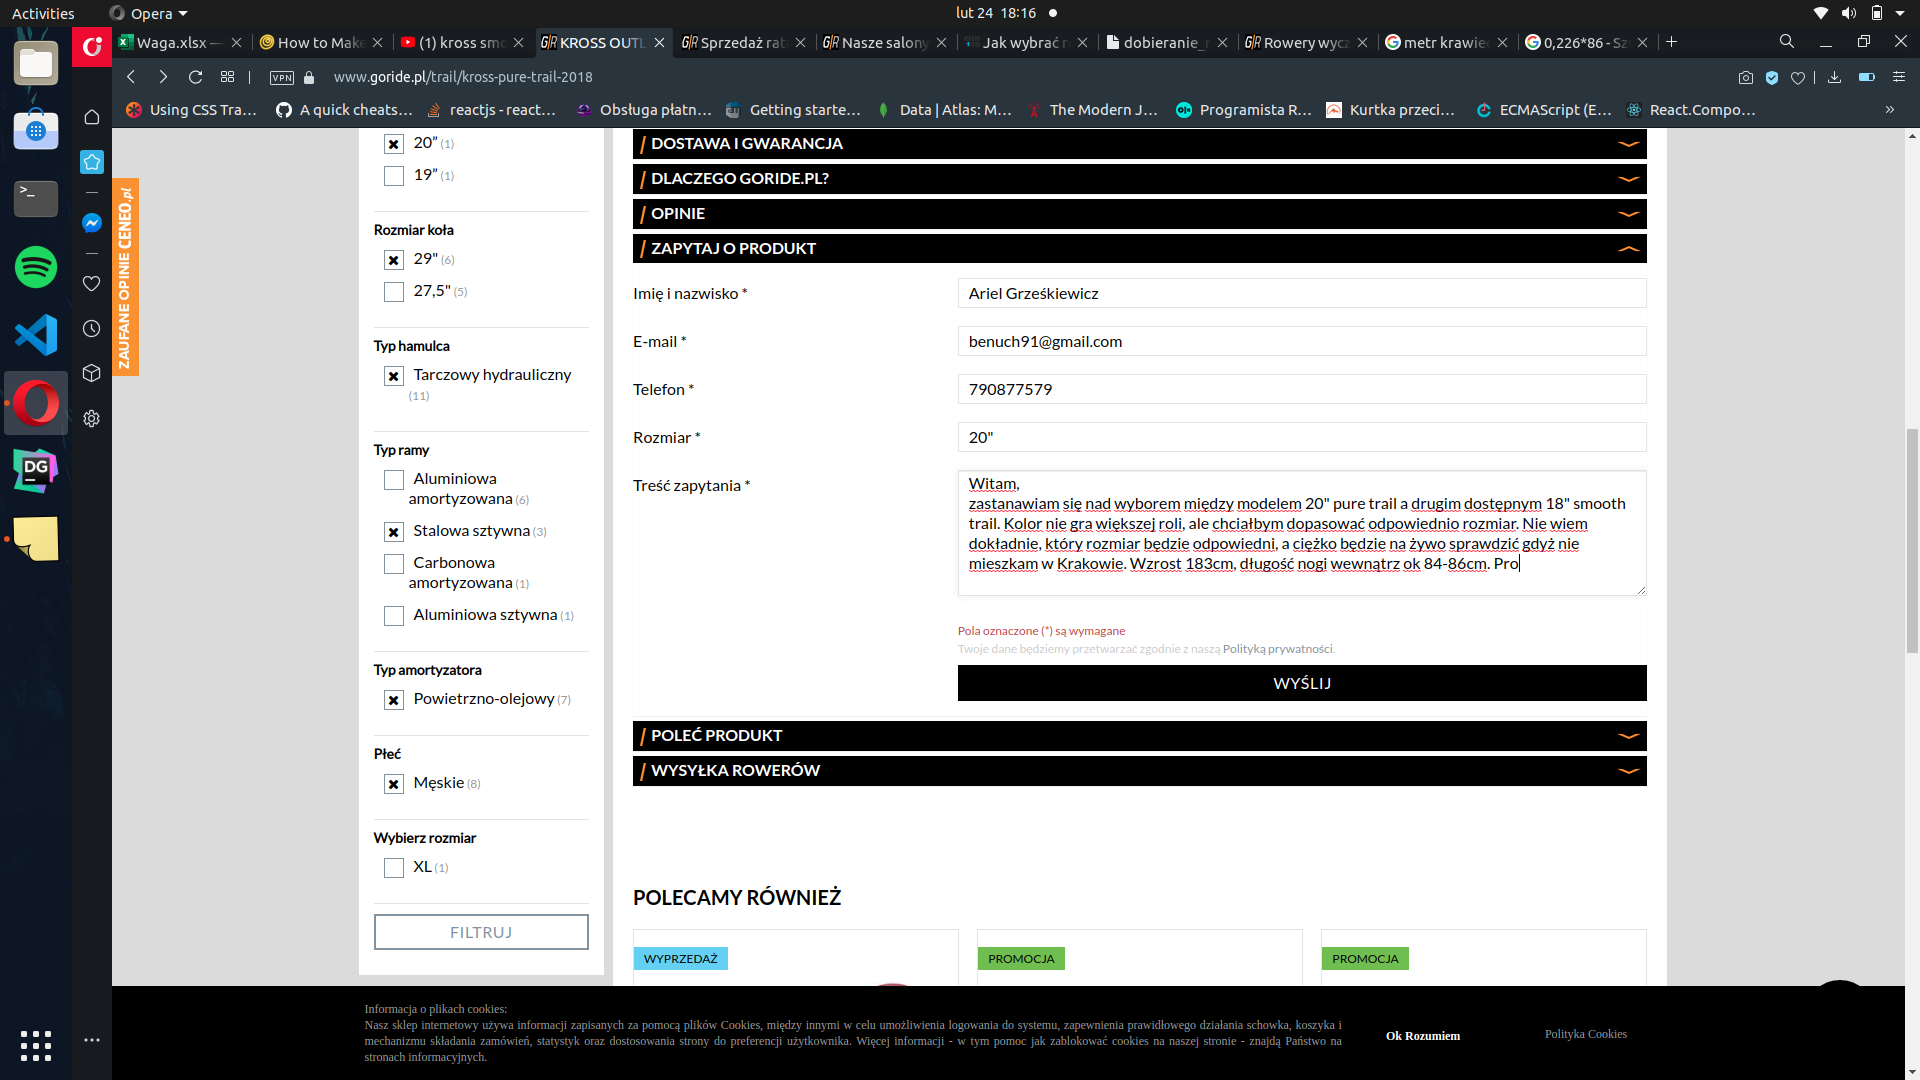 Activities
Opera
lut 24 18:16
Waga.xlsx —
How to Make
(1) kross smo
KROSS OUTL
Sprzedaż rat
Nasze salony
Jak wybrać r
dobieranie_r
Rowery wycz
metr krawiec
0,226*86 - Sz
VPN
www.goride.pl/trail/kross-pure-trail-2018
Using CSS Tra...
A quick cheats...
reactjs - react...
Obsługa płatn...
Getting starte...
Data | Atlas: M...
The Modern J...
Programista R...
Kurtka przeci...
ECMAScript (E...
React.Compo...
ZAUFANE OPINIE CENEO.pl
20” (1)
19” (1)
Rozmiar koła
29" (6)
27,5" (5)
Typ hamulca
Tarczowy hydrauliczny
(11)
Typ ramy
Aluminiowa
amortyzowana (6)
Stalowa sztywna (3)
Carbonowa
amortyzowana (1)
Aluminiowa sztywna (1)
Typ amortyzatora
Powietrzno-olejowy (7)
Płeć
Męskie (8)
Wybierz rozmiar
XL (1)
FILTRUJ
/ DOSTAWA I GWARANCJA
/ DLACZEGO GORIDE.PL?
/ OPINIE
/ ZAPYTAJ O PRODUKT
Imię i nazwisko *
Ariel Grześkiewicz
E-mail *
benuch91@gmail.com
Telefon *
790877579
Rozmiar *
20"
Treść zapytania *
Witam,
zastanawiam się nad wyborem między modelem 20" pure trail a drugim dostępnym 18" smooth
trail. Kolor nie gra większej roli, ale chciałbym dopasować odpowiednio rozmiar. Nie wiem
dokładnie, który rozmiar będzie odpowiedni, a ciężko będzie na żywo sprawdzić gdyż nie
mieszkam w Krakowie. Wzrost 183cm, długość nogi wewnątrz ok 84-86cm. Pro
Pola oznaczone (*) są wymagane
Twoje dane będziemy przetwarzać zgodnie z naszą Polityką prywatności.
WYŚLIJ
/ POLEĆ PRODUKT
/ WYSYŁKA ROWERÓW
POLECAMY RÓWNIEŻ
WYPRZEDAŻ
PROMOCJA
PROMOCJA
Informacja o plikach cookies:
Nasz sklep internetowy używa informacji zapisanych za pomocą plików Cookies, między innymi w celu umożliwienia logowania do systemu, zapewnienia prawidłowego działania schowka, koszyka i
mechanizmu składania zamówień, statystyk oraz dostosowania strony do preferencji użytkownika. Więcej informacji - w tym pomoc jak zablokować cookies na naszej stronie - znajdą Państwo na
stronach informacyjnych.
Ok Rozumiem
Polityka Cookies
DG
>_